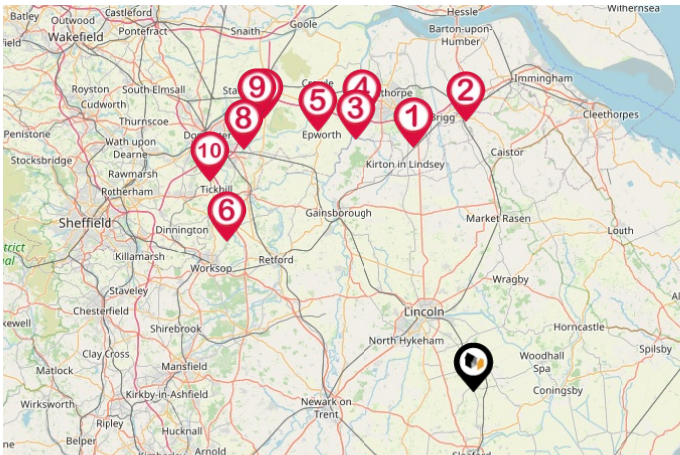 Batley
Castleford
Hessle
Withernsea
Outwood
Pontefract
Snaith
Goole
Barton-upon-
Humber
Wakefield
Immingham
Royston
South Elmsall
9
4
2
Cudworth
5
3
Brigg
Cleethorpes
Penistone
Thurnscoe
8
1
Epworth
Wath upon
Dearne
10
Caistor
Stocksbridge
Kirton in Lindsey
Rawmarsh
Tickhill
Rotherham
Sheffield
6
Gainsborough
Market Rasen
Dinnington
Louth
Killamarsh
Retford
Worksop
Wragby
Staveley
Chesterfield
Lincoln
Shirebrook
Horncastle
North Hykeham
Spilsby
Clay Cross
Woodhall
Spa
Matlock
Mansfield
Coningsby
Wirksworth
Kirkby-in-Ashfield
Newark on
Trent
Ripley
Hucknall
Belper
Arnold